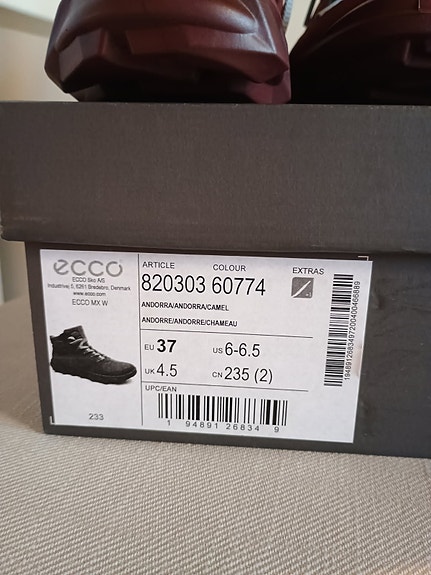 ecco
ECCO Sko A/S
Industrivej 5, 6261 Bredebro, Denmark
www.ecco.com
ECCO MX W
233
ARTICLE COLOUR EXTRAS
820303 60774
ANDORRA/ANDORRA/CAMEL
ANDORRE/ANDORRE/CHAMEAU
EU 37 US 6-6.5
UK 4.5 CN 235 (2)
UPC/EAN
1 94891 26834 9